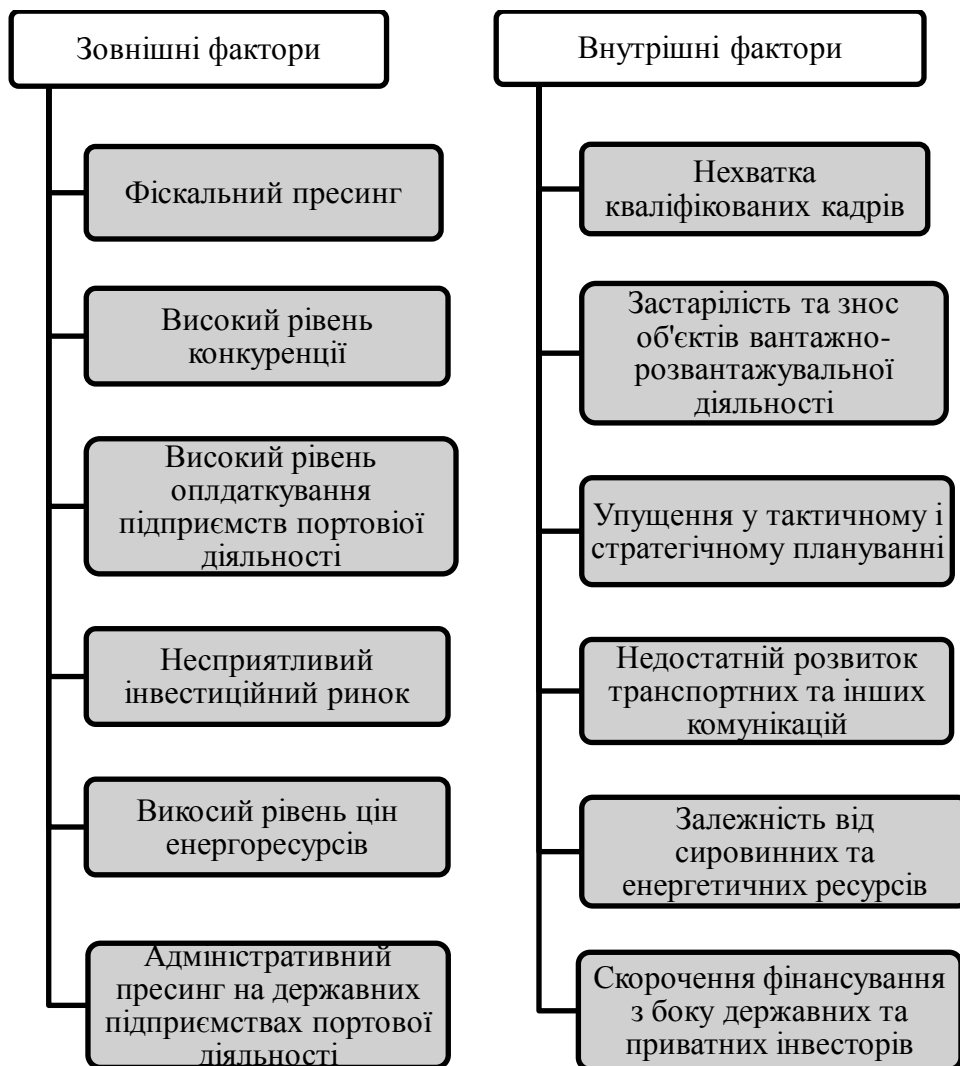 Зовнішні фактори
Фіскальний пресинг
Високий рівень
конкуренції
Високий рівень
оплдаткування
підприємств портовіої
діяльності
Несприятливий
інвестиційний ринок
Викосий рівень цін
енергоресурсів
Адміністративний
пресинг на державних
підприємствах портової
діяльності
Внутрішні фактори
Нехватка
кваліфікованих кадрів
Застарілість та знос
об'єктів вантажно-
розвантажувальної
діяльності
Упущення у тактичному і
стратегічному плануванні
Недостатній розвиток
транспортних та інших
комунікацій
Залежність від
сировинних та
енергетичних ресурсів
Скорочення фінансування
з боку державних та
приватних інвесторів